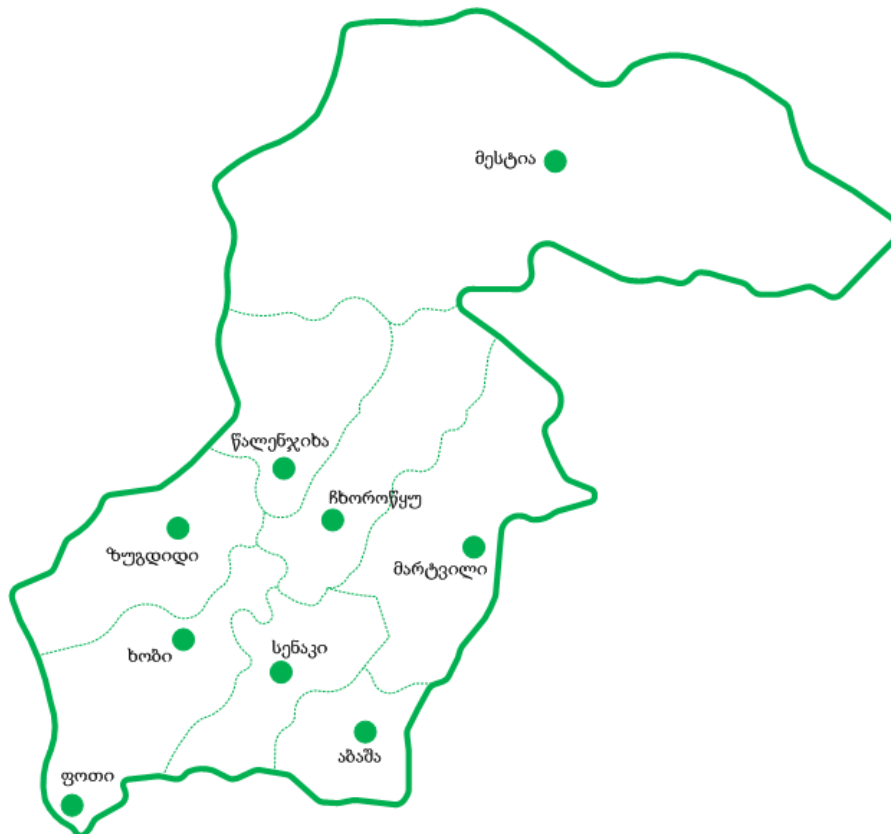 მესტია
წალენჯიხა
ჩხოროწყუ
ზუგდიდი
მარტვილი
ხობი
სენაკი
აბაშა
ფოთი